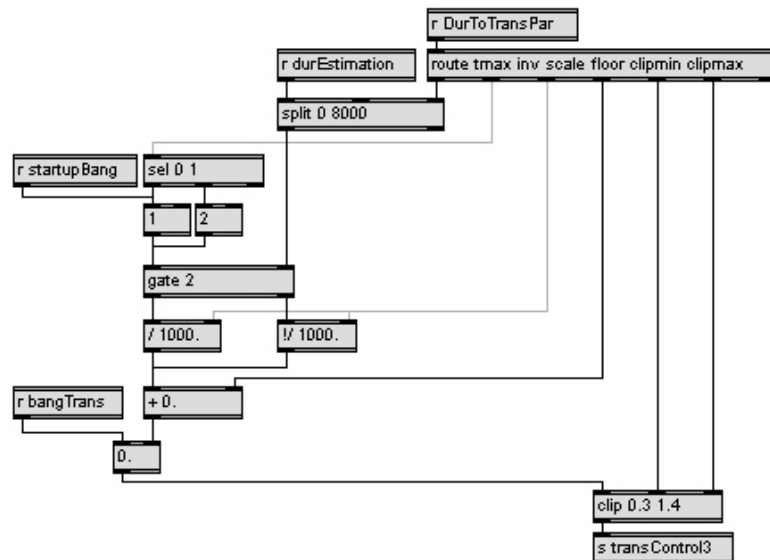 r DurToTransPar
r durEstimation
route tmax inv scale floor clipmin clipmax
split 0 8000
r startupBang
sel 0 1
1
2
gate 2
/ 1000.
!/ 1000.
r bangTrans
+ 0.
0.
clip 0.3 1.4
s transControl3